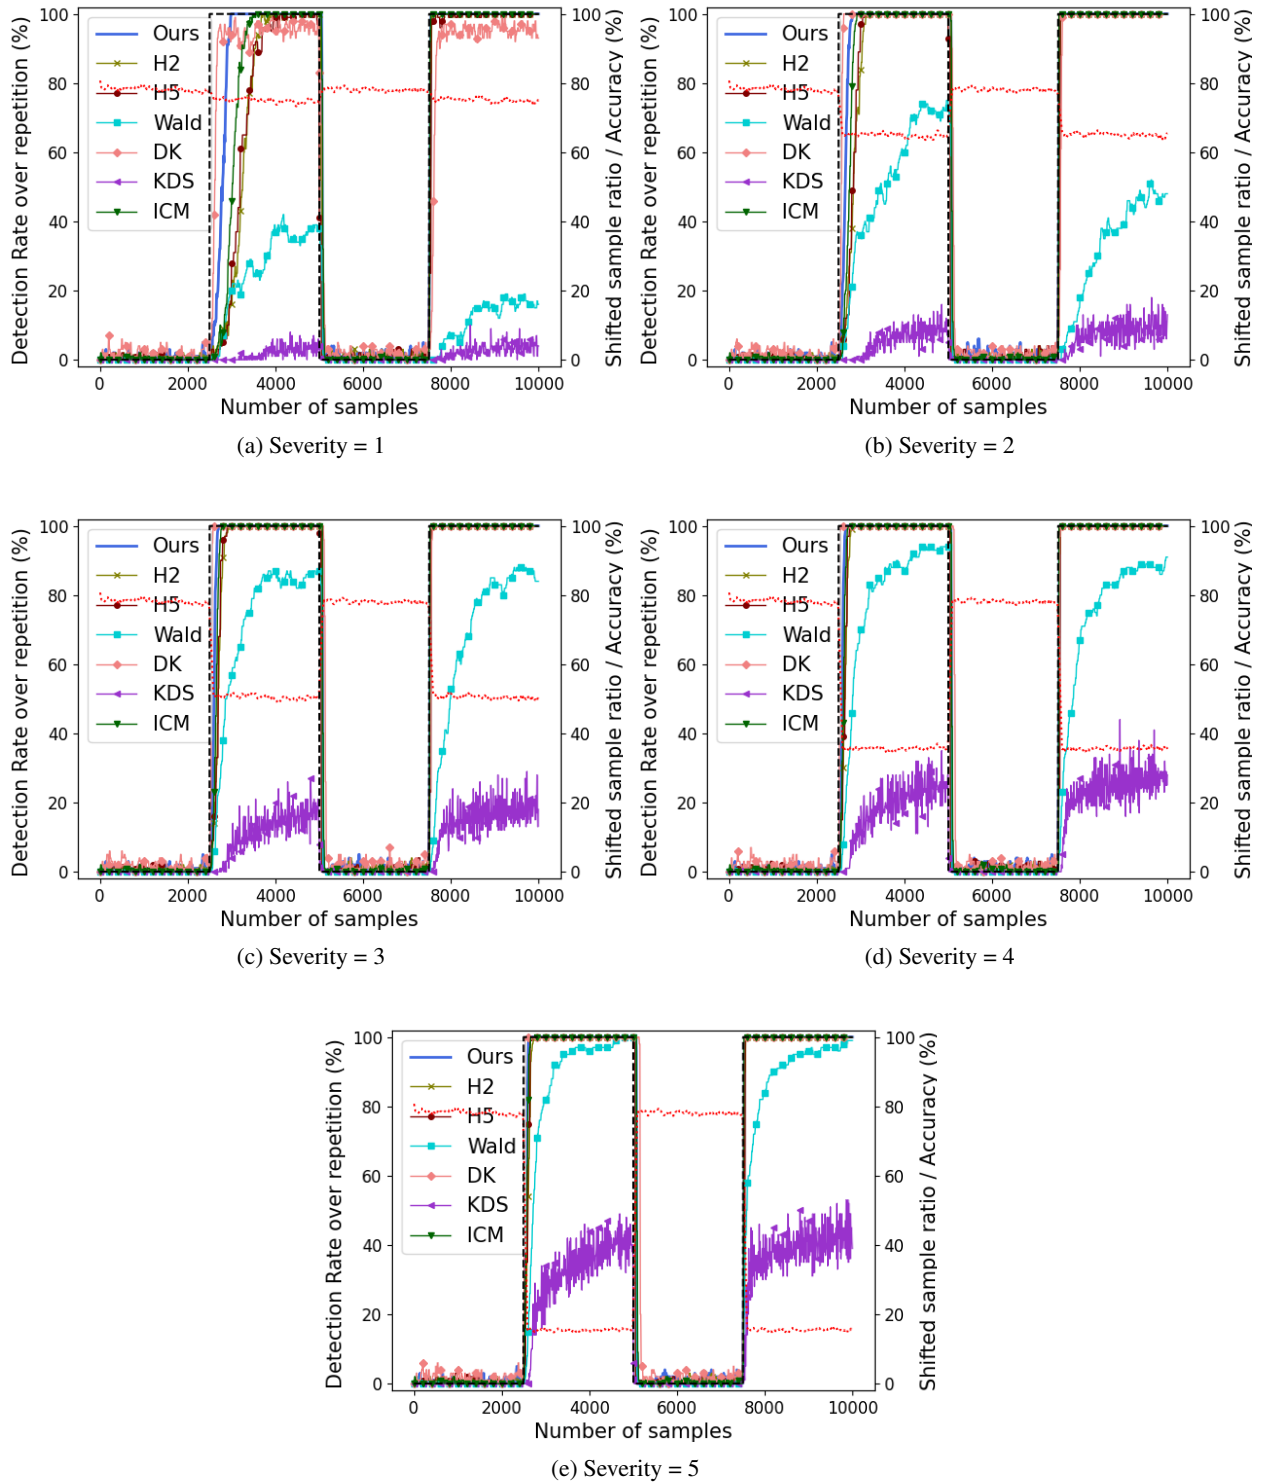 Detection Rate over repetition (%)
100
80
60
40
20
0
Ours
H2
H5
Wald
DK
KDS
ICM
100
80
60
40
20
0
Shifted sample ratio / Accuracy (%)
0 2000 4000 6000 8000 10000
Number of samples
(a) Severity = 1
Detection Rate over repetition (%)
100
80
60
40
20
0
Ours
H2
H5
Wald
DK
KDS
ICM
100
80
60
40
20
0
Shifted sample ratio / Accuracy (%)
0 2000 4000 6000 8000 10000
Number of samples
(b) Severity = 2
Detection Rate over repetition (%)
100
80
60
40
20
0
Ours
H2
H5
Wald
DK
KDS
ICM
100
80
60
40
20
0
Shifted sample ratio / Accuracy (%)
0 2000 4000 6000 8000 10000
Number of samples
(c) Severity = 3
Detection Rate over repetition (%)
100
80
60
40
20
0
Ours
H2
H5
Wald
DK
KDS
ICM
100
80
60
40
20
0
Shifted sample ratio / Accuracy (%)
0 2000 4000 6000 8000 10000
Number of samples
(d) Severity = 4
Detection Rate over repetition (%)
100
80
60
40
20
0
Ours
H2
H5
Wald
DK
KDS
ICM
100
80
60
40
20
0
Shifted sample ratio / Accuracy (%)
0 2000 4000 6000 8000 10000
Number of samples
(e) Severity = 5